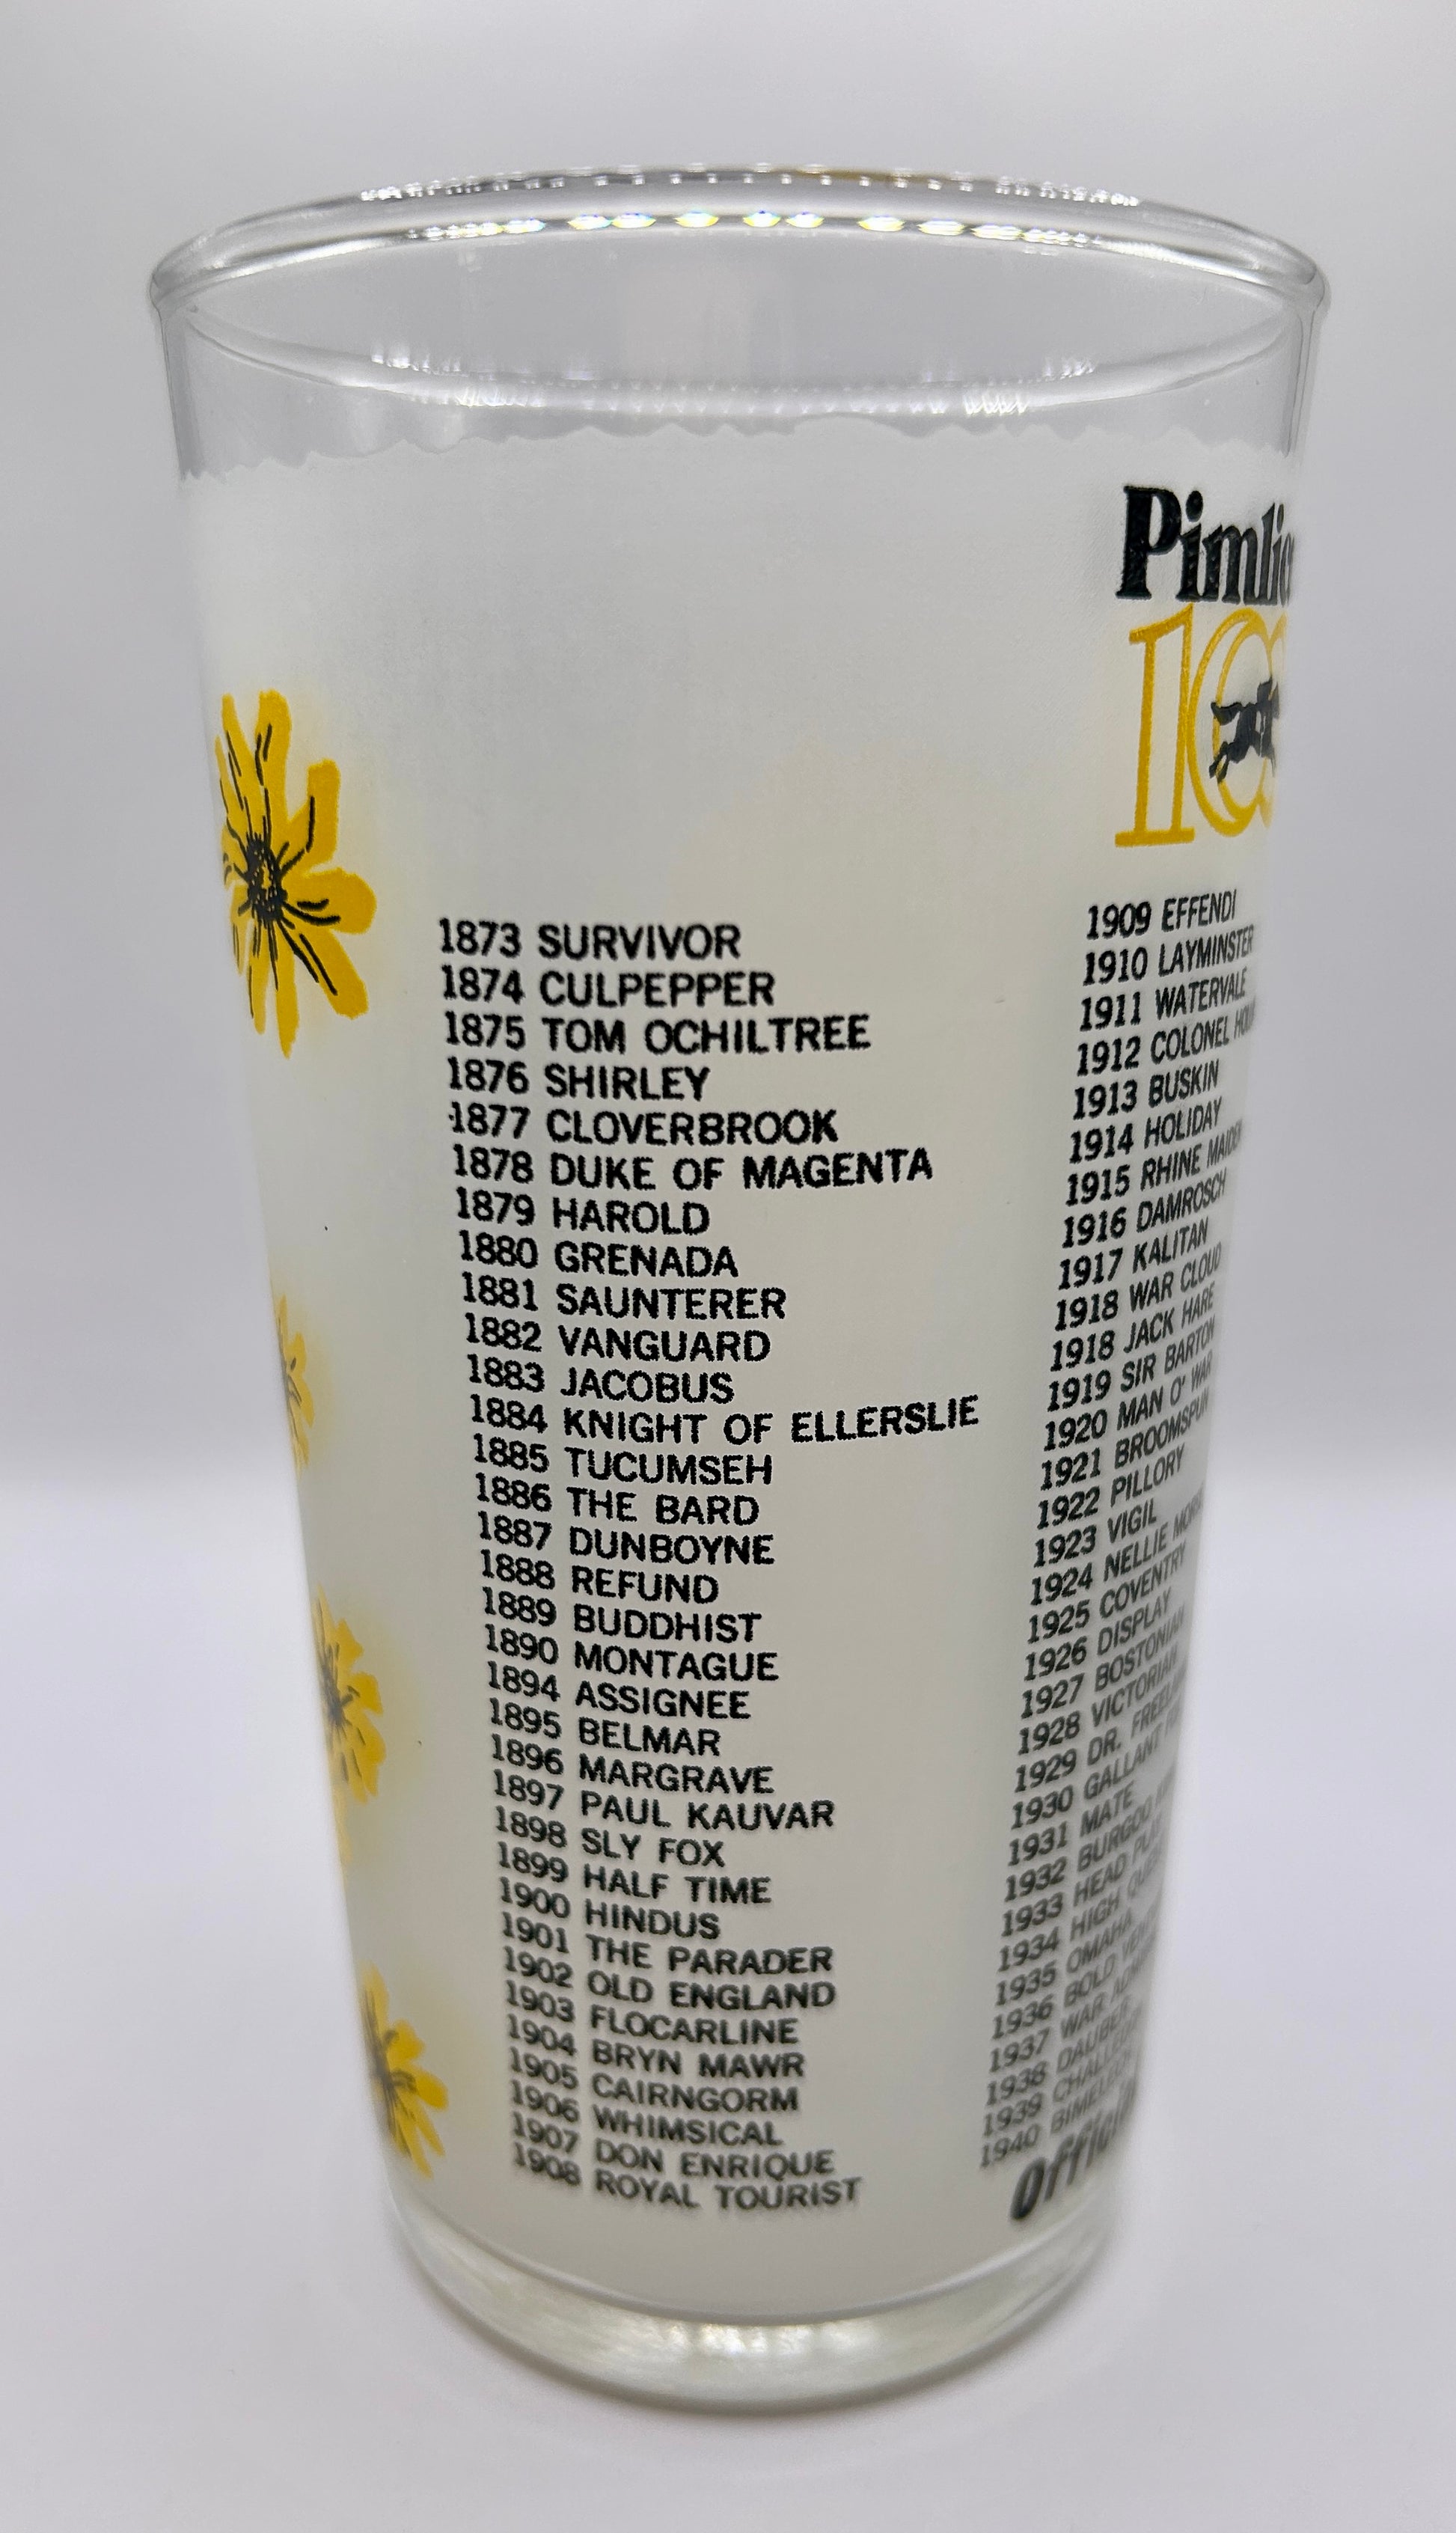 1873 SURVIVOR
1874 CULPEPPER
1875 TOM OCHILTREE
1876 SHIRLEY
1877 CLOVERBROOK
1878 DUKE OF MAGENTA
1879 HAROLD
1880 GRENADA
1881 SAUNTERER
1882 VANGUARD
1883 JACOBUS
1884 KNIGHT OF ELLERSLIE
1885 TUCUMSEH
1886 THE BARD
1887 DUNBOYNE
1888 REFUND
1889 BUDDHIST
1890 MONTAGUE
1894 ASSIGNEE
1895 BELMAR
1896 MARGRAVE
1897 PAUL KAUVAR
1898 SLY FOX
1899 HALF TIME
1900 HINDUS
1901 THE PARADER
1902 OLD ENGLAND
1903 FLOCARLINE
1904 BRYN MAWR
1905 CAIRNGORM
1906 WHIMSICAL
1907 DON ENRIQUE
1908 ROYAL TOURIST
Pimlic
100
1909 EFFENDI
1910 LAYMINSTER
1911 WATERVALE
1912 COLONEL
1913 BUSKIN
1914 HOLIDAY
1915 RHINE MAIDEN
1916 DAMROSCH
1917 KALITAN
1918 WAR CLOUD
1918 JACK HARE
1919 SIR BARTON
1920 MAN O' WAR
1921 BROOMSPUN
1922 PILLORY
1923 VIGIL
1924 NELLIE
1925 COVENTRY
1926 DISPLAY
1927 BOSTONIAN
1928 VICTORIAN
1929 DR.
1930 GALLANT
1931 MATE
1932 BURGOO
1933 HEAD
1934 HIGH
1935 OMAHA
1936 BOLD
1937 WAR
1938 DAUBER
1939
1940